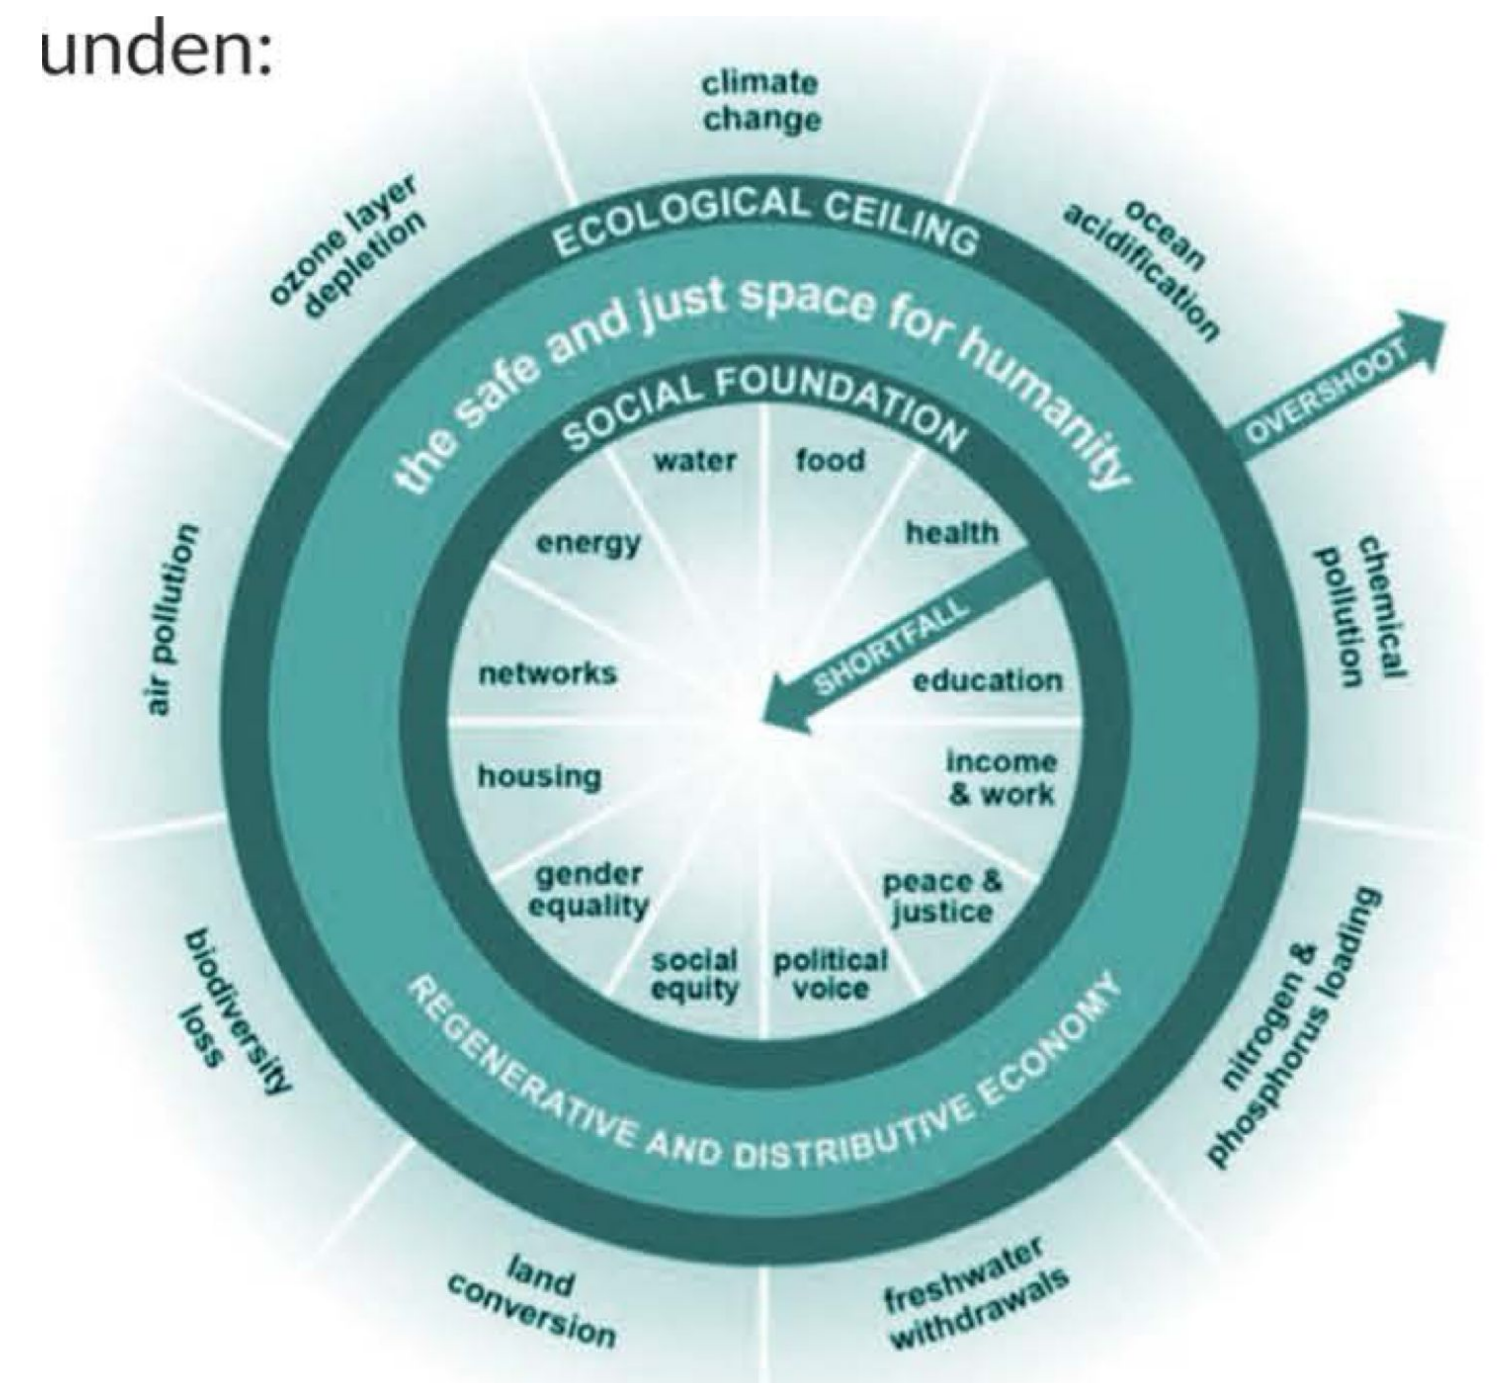 unden:
climate
change
ocean
acidification
chemical
pollution
nitrogen &
phosphorus loading
freshwater
withdrawals
land
conversion
biodiversity
loss
air pollution
ozone layer
depletion
OVERSHOOT
ECOLOGICAL CEILING
the safe and just space for humanity
SOCIAL FOUNDATION
water
food
health
SHORTFALL
education
income
& work
peace &
justice
political
voice
social
equity
gender
equality
housing
networks
energy
REGENERATIVE AND DISTRIBUTIVE ECONOMY